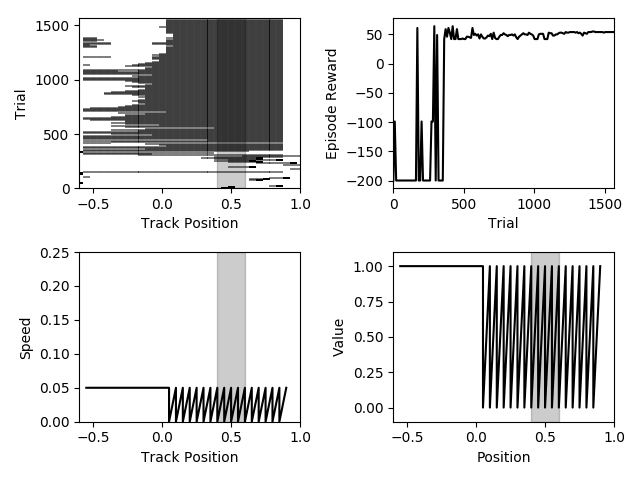 1500
1000
500
0
−0.5 0.0 0.5 1.0
Trial
Track Position
50
0
−50
−100
−150
−200
0 500 1000 1500
Episode Reward
Trial
0.25
0.20
0.15
0.10
0.05
0.00
−0.5 0.0 0.5 1.0
Speed
Track Position
1.00
0.75
0.50
0.25
0.00
−0.5 0.0 0.5 1.0
Value
Position